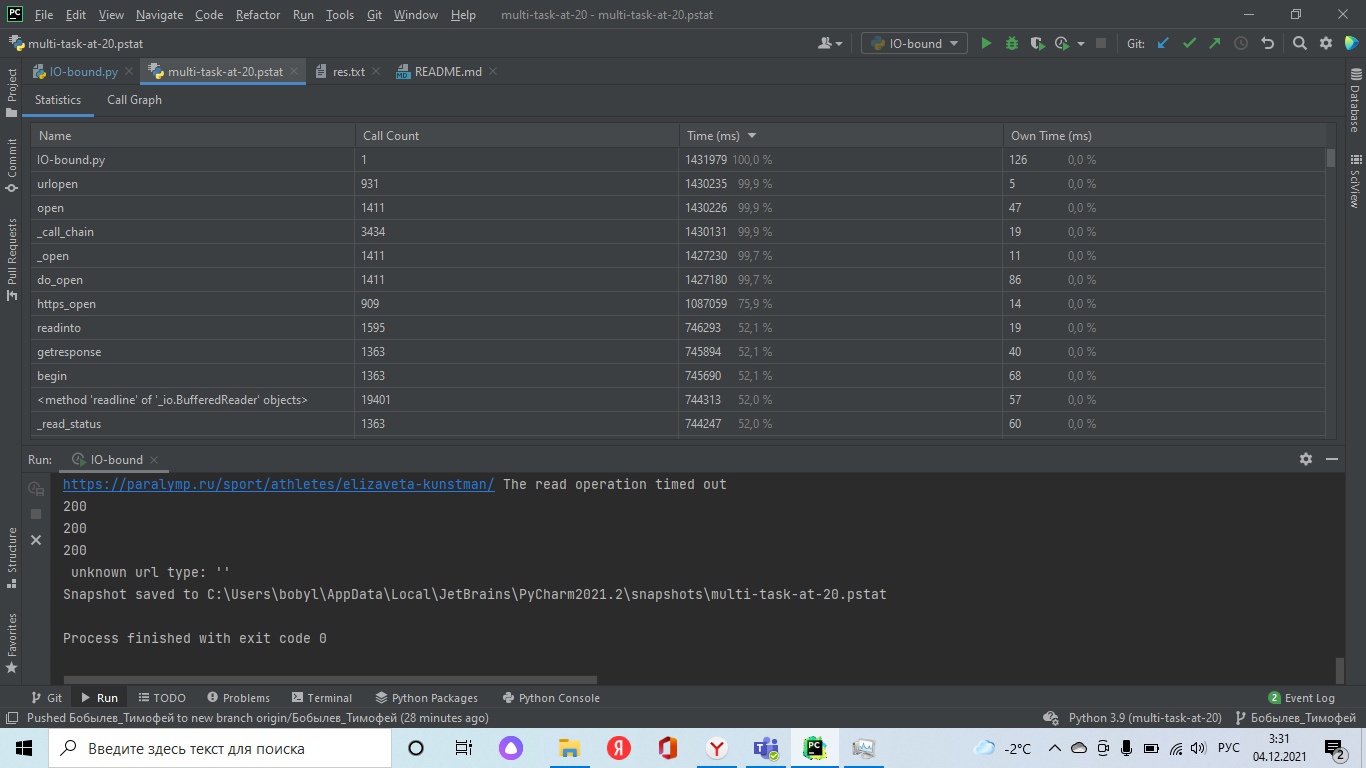 PC File Edit View Navigate Code Refactor Run Tools Git Window Help multi-task-at-20 - multi-task-at-20.pstat
multi-task-at-20.pstat IO-bound Git:
IO-bound.py multi-task-at-20.pstat res.txt README.md
Statistics Call Graph
Name Call Count Time (ms) Own Time (ms)
IO-bound.py 1 1431979 100,0 % 126 0,0 %
urlopen 931 1430235 99,9 % 5 0,0 %
open 1411 1430226 99,9 % 47 0,0 %
_call_chain 3434 1430131 99,9 % 19 0,0 %
_open 1411 1427230 99,7 % 11 0,0 %
do_open 1411 1427180 99,7 % 86 0,0 %
https_open 909 1087059 75,9 % 14 0,0 %
readinto 1595 746293 52,1 % 19 0,0 %
getresponse 1363 745894 52,1 % 40 0,0 %
begin 1363 745690 52,1 % 68 0,0 %
<method 'readline' of '_io.BufferedReader' objects> 19401 744313 52,0 % 57 0,0 %
_read_status 1363 744247 52,0 % 60 0,0 %
Project
Commit
Pull Requests
Structure
Favorites
Database
SciView
Run: IO-bound
https://paralymp.ru/sport/athletes/elizaveta-kunstman/ The read operation timed out
200
200
200
unknown url type: ''
Snapshot saved to C:\Users\bobyl\AppData\Local\JetBrains\PyCharm2021.2\snapshots\multi-task-at-20.pstat
Process finished with exit code 0
Git Run TODO Problems Terminal Python Packages Python Console 2 Event Log
Pushed Бобылев_Тимофей to new branch origin/Бобылев_Тимофей (28 minutes ago) Python 3.9 (multi-task-at-20) Бобылев_Тимофей
Введите здесь текст для поиска Я Y PC -2°C РУС 3:31
04.12.2021 2